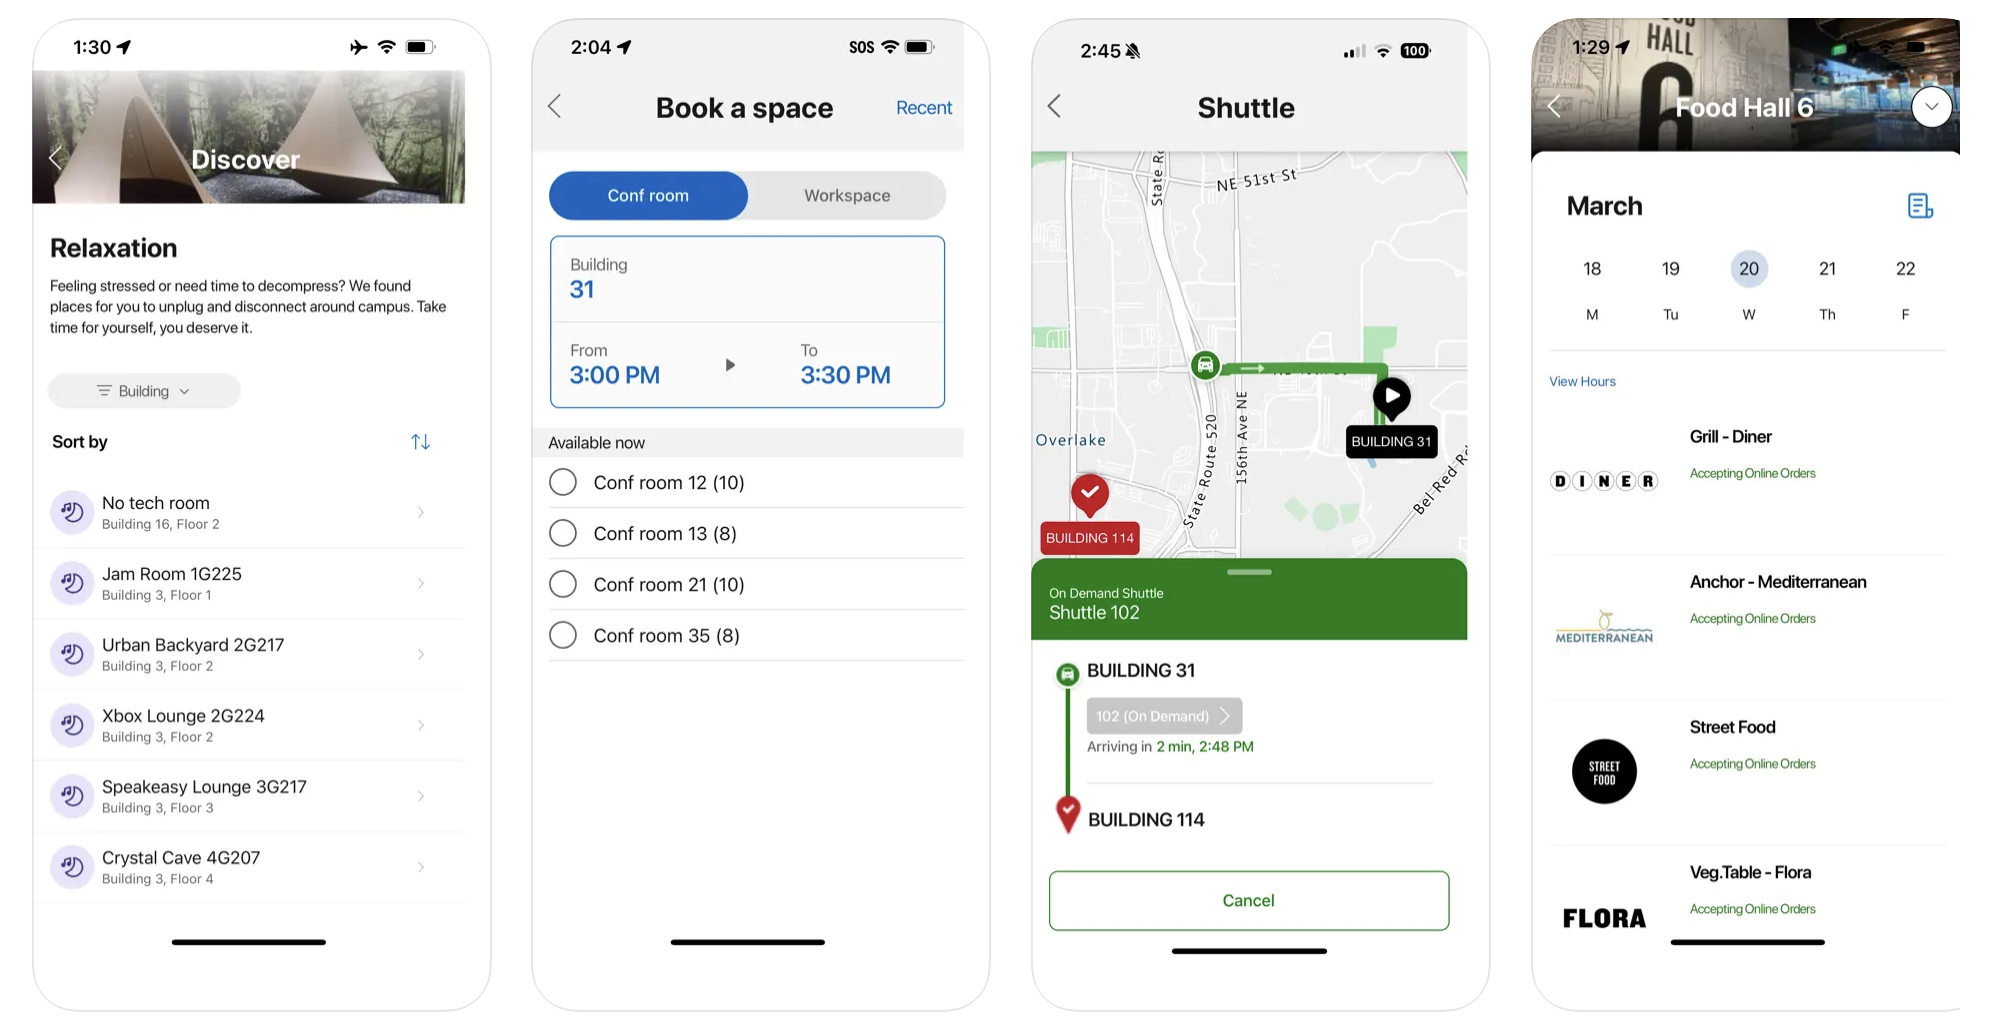 1:30
Discover
Relaxation
Feeling stressed or need time to decompress? We found
places for you to unplug and disconnect around campus. Take
time for yourself, you deserve it.
Building
Sort by
No tech room
Building 16, Floor 2
Jam Room 1G225
Building 3, Floor 1
Urban Backyard 2G217
Building 3, Floor 2
Xbox Lounge 2G224
Building 3, Floor 2
Speakeasy Lounge 3G217
Building 3, Floor 3
Crystal Cave 4G207
Building 3, Floor 4
2:04 SOS
Book a space Recent
Conf room Workspace
Building
31
From To
3:00 PM 3:30 PM
Available now
Conf room 12 (10)
Conf room 13 (8)
Conf room 21 (10)
Conf room 35 (8)
2:45 100
Shuttle
State
NE 51st St
156th Ave NE
BUILDING 31
Overlake
State Route 520
Bel Red
BUILDING 114
On Demand Shuttle
Shuttle 102
BUILDING 31
102 (On Demand)
Arriving in 2 min, 2:48 PM
BUILDING 114
Cancel
HALL
6
1:29
Food Hall 6
March
18 19 20 21 22
M Tu W Th F
View Hours
Grill - Diner
Accepting Online Orders
DINER
Anchor - Mediterranean
Accepting Online Orders
MEDITERRANEAN
Street Food
Accepting Online Orders
STREET
FOOD
Veg.Table - Flora
Accepting Online Orders
FLORA